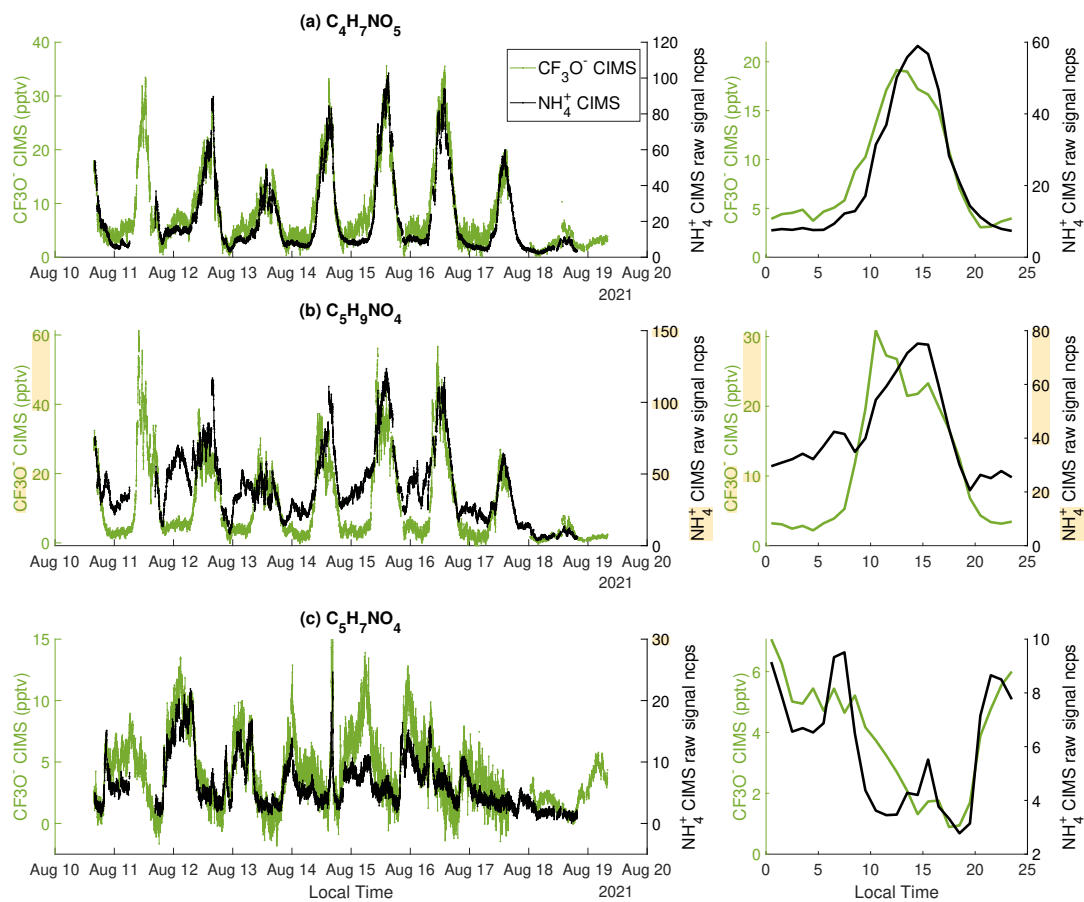 (a) C4H7NO5
40
30
20
10
0
CF3O- CIMS (pptv)
120
100
80
60
40
20
0
NH4+ CIMS raw signal ncps
CF3O- CIMS
NH4+ CIMS
Aug 10 Aug 11 Aug 12 Aug 13 Aug 14 Aug 15 Aug 16 Aug 17 Aug 18 Aug 19 Aug 20
2021
20
15
10
5
0
CF3O- CIMS (pptv)
60
40
20
0
NH4+ CIMS raw signal ncps
0 5 10 15 20 25
(b) C5H9NO4
60
40
20
0
CF3O- CIMS (pptv)
150
100
50
0
NH4+ CIMS raw signal ncps
Aug 10 Aug 11 Aug 12 Aug 13 Aug 14 Aug 15 Aug 16 Aug 17 Aug 18 Aug 19 Aug 20
2021
30
20
10
0
CF3O- CIMS (pptv)
80
60
40
20
0
NH4+ CIMS raw signal ncps
0 5 10 15 20 25
(c) C5H7NO4
15
10
5
0
CF3O- CIMS (pptv)
30
20
10
0
NH4+ CIMS raw signal ncps
Aug 10 Aug 11 Aug 12 Aug 13 Aug 14 Aug 15 Aug 16 Aug 17 Aug 18 Aug 19 Aug 20
Local Time
2021
6
4
2
0
CF3O- CIMS (pptv)
10
8
6
4
2
NH4+ CIMS raw signal ncps
0 5 10 15 20 25
Local Time